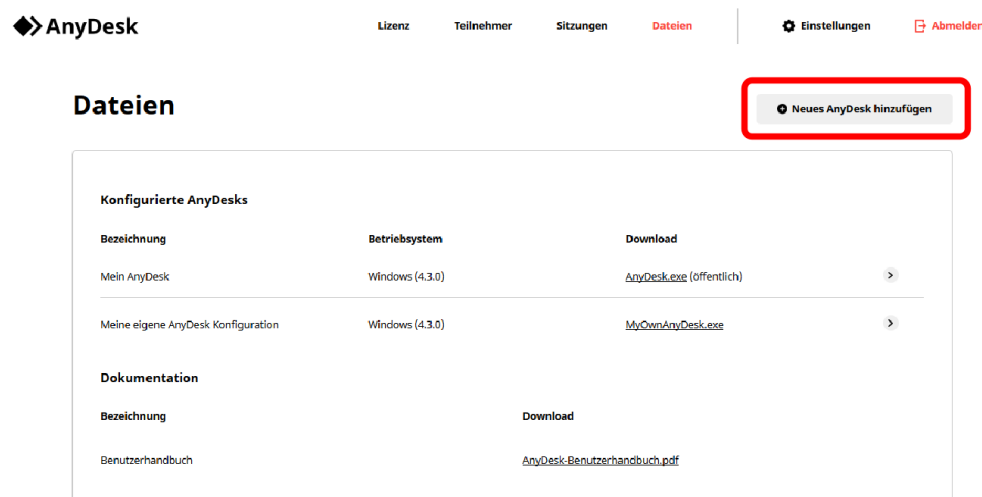 AnyDesk Lizenz Teilnehmer Sitzungen Dateien Einstellungen Abmelden
Dateien Neues AnyDesk hinzufügen
Konfigurierte AnyDesks
Bezeichnung Betriebsystem Download
Mein AnyDesk Windows (4.3.0) AnyDesk.exe (öffentlich)
Meine eigene AnyDesk Konfiguration Windows (4.3.0) MyOwnAnyDesk.exe
Dokumentation
Bezeichnung Download
Benutzerhandbuch AnyDesk-Benutzerhandbuch.pdf